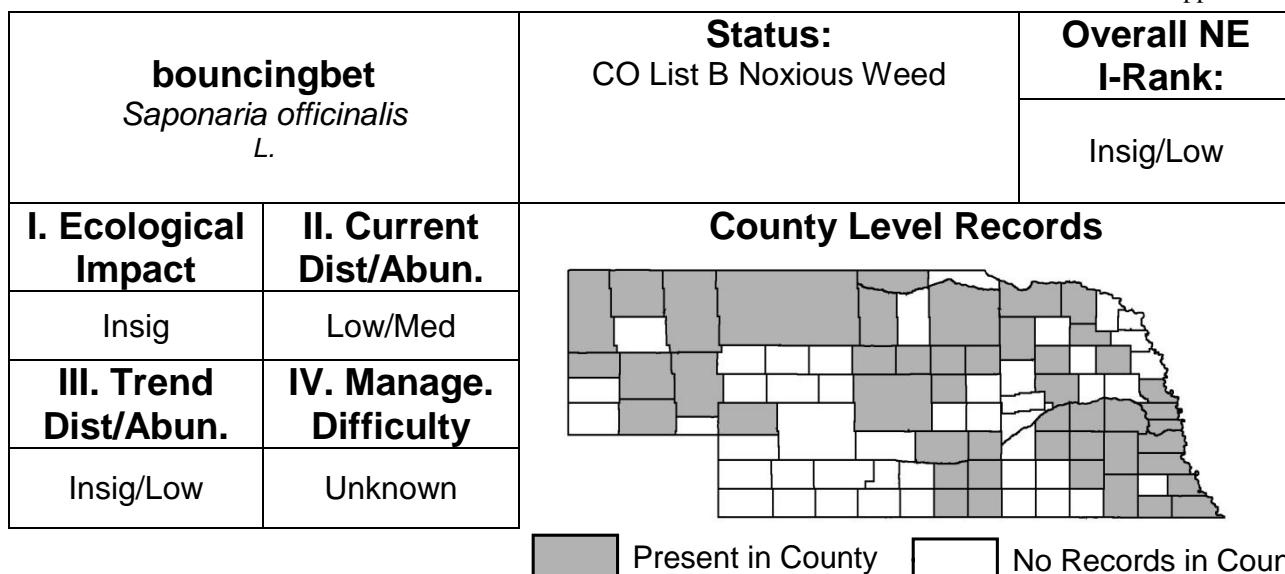 bouncingbet
Saponaria officinalis
L.
Status:
CO List B Noxious Weed
Overall NE
I-Rank:
Insig/Low
I. Ecological
Impact
II. Current
Dist/Abun.
Insig
Low/Med
III. Trend
Dist/Abun.
IV. Manage.
Difficulty
Insig/Low
Unknown
County Level Records
Present in County
No Records in